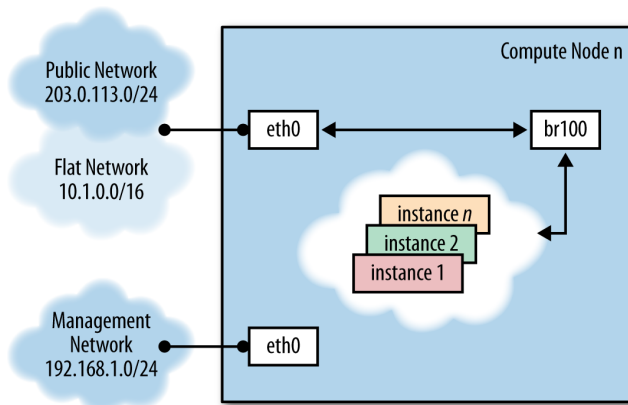 Compute Node n
Public Network
203.0.113.0/24
eth0
br100
Flat Network
10.1.0.0/16
instance n
instance 2
instance 1
Management
Network
192.168.1.0/24
eth0